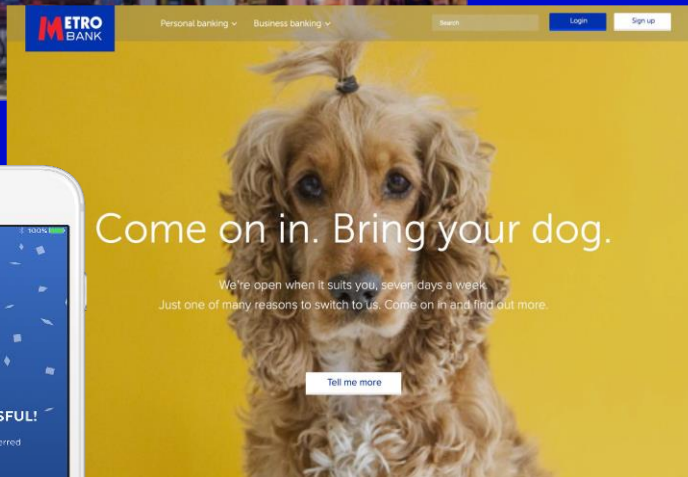 METRO
BANK
Personal banking
Business banking
Search
Login
Sign up
100%
Come on in. Bring your dog.
We're open when it suits you, seven days a week.
Just one of many reasons to switch to us. Come on in and find out more.
Tell me more
SFUL!
erred